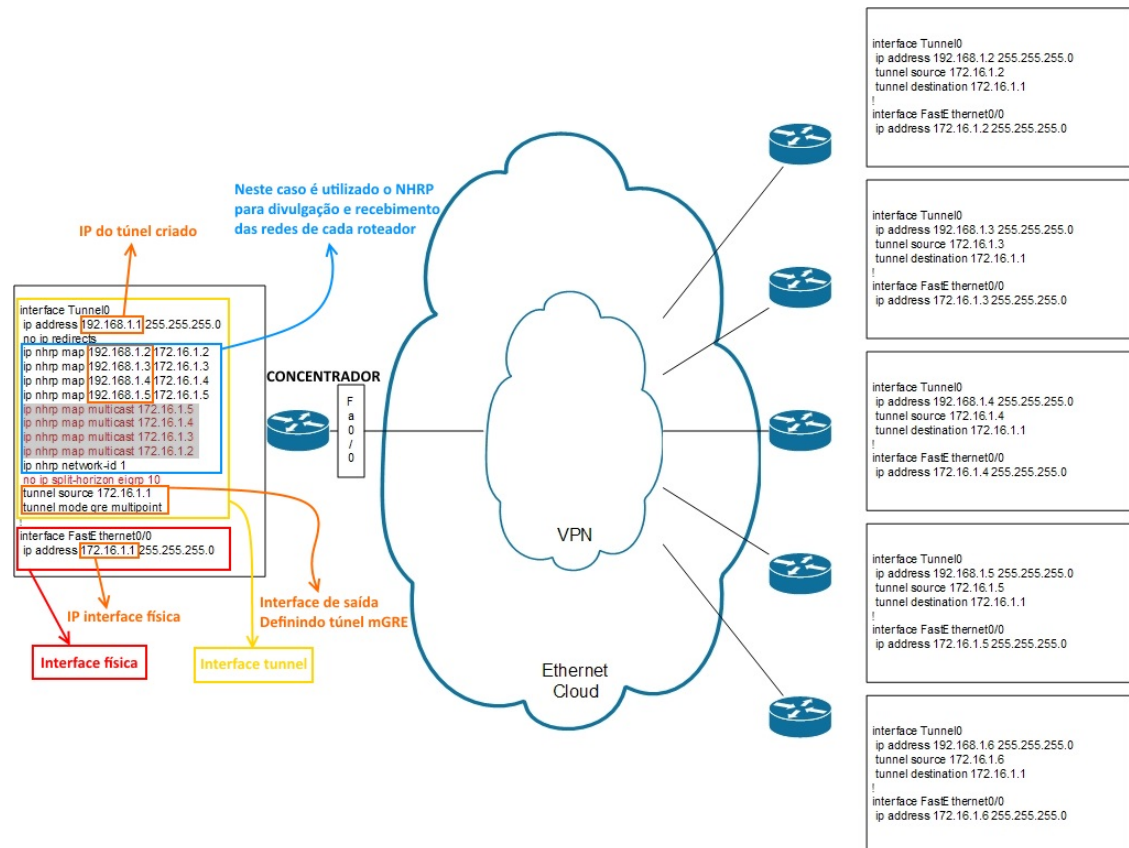 Neste caso é utilizado o NHRP
para divulgação e recebimento
das redes de cada roteador
IP do túnel criado
interface Tunnel0
ip address 192.168.1.1 255.255.255.0
no ip redirects
ip nhrp map 192.168.1.2 172.16.1.2
ip nhrp map 192.168.1.3 172.16.1.3
ip nhrp map 192.168.1.4 172.16.1.4
ip nhrp map 192.168.1.5 172.16.1.5
ip nhrp map multicast 172.16.1.5
ip nhrp map multicast 172.16.1.4
ip nhrp map multicast 172.16.1.3
ip nhrp map multicast 172.16.1.2
ip nhrp network-id 1
no ip split-horizon eigrp 10
tunnel source 172.16.1.1
tunnel mode gre multipoint
!
interface FastEthernet0/0
ip address 172.16.1.1 255.255.255.0
IP interface física
Interface de saída
Definindo túnel mGRE
Interface física
Interface tunnel
CONCENTRADOR
Fa0/0
VPN
Ethernet
Cloud
interface Tunnel0
ip address 192.168.1.2 255.255.255.0
tunnel source 172.16.1.2
tunnel destination 172.16.1.1
!
interface FastEthernet0/0
ip address 172.16.1.2 255.255.255.0
interface Tunnel0
ip address 192.168.1.3 255.255.255.0
tunnel source 172.16.1.3
tunnel destination 172.16.1.1
!
interface FastEthernet0/0
ip address 172.16.1.3 255.255.255.0
interface Tunnel0
ip address 192.168.1.4 255.255.255.0
tunnel source 172.16.1.4
tunnel destination 172.16.1.1
!
interface FastEthernet0/0
ip address 172.16.1.4 255.255.255.0
interface Tunnel0
ip address 192.168.1.5 255.255.255.0
tunnel source 172.16.1.5
tunnel destination 172.16.1.1
!
interface FastEthernet0/0
ip address 172.16.1.5 255.255.255.0
interface Tunnel0
ip address 192.168.1.6 255.255.255.0
tunnel source 172.16.1.6
tunnel destination 172.16.1.1
!
interface FastEthernet0/0
ip address 172.16.1.6 255.255.255.0